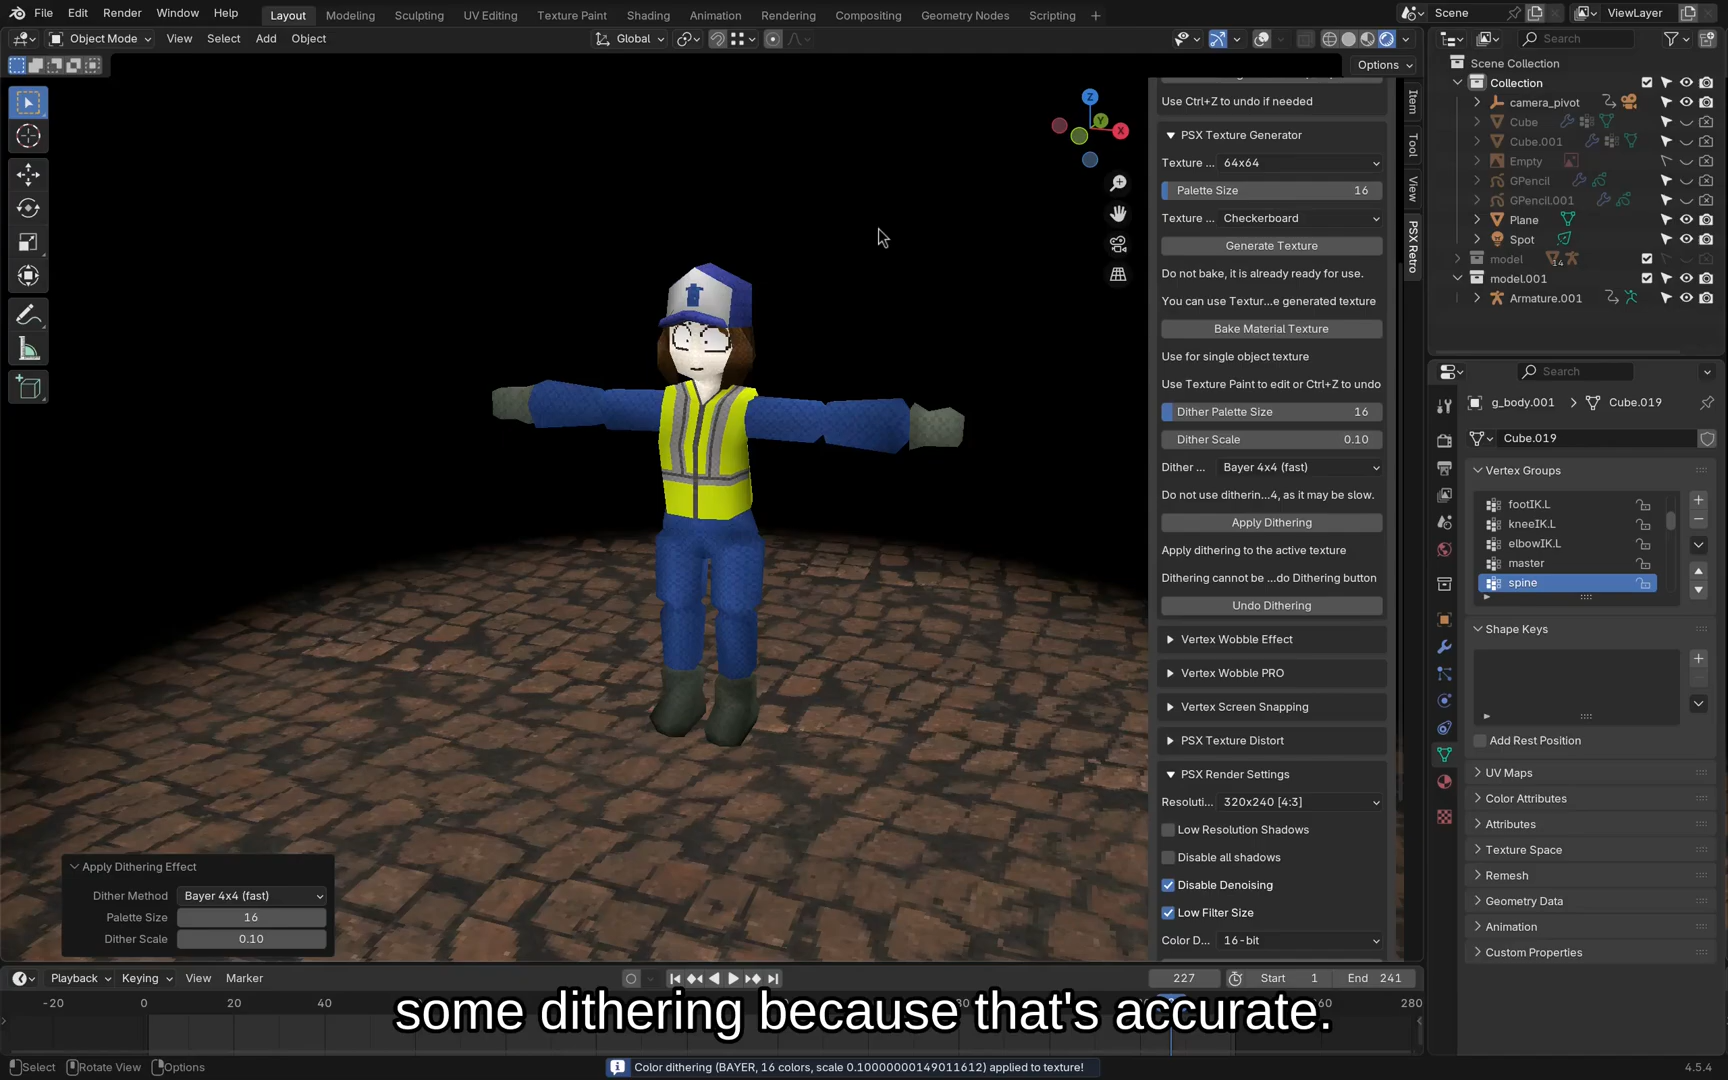 File Edit Render Window Help Layout Modeling Sculpting UV Editing Texture Paint Shading Animation Rendering Compositing Geometry Nodes Scripting + Scene ViewLayer
Object Mode View Select Add Object Global Search
Options
Scene Collection
Collection
camera_pivot
Cube
Cube.001
Empty
GPencil
GPencil.001
Plane
Spot
model 14
model.001
Armature.001
Z
Y
X
Item
Tool
View
PSX Retro
Use Ctrl+Z to undo if needed
PSX Texture Generator
Texture ... 64x64
Palette Size 16
Texture ... Checkerboard
Generate Texture
Do not bake, it is already ready for use.
You can use Textur...e generated texture
Bake Material Texture
Use for single object texture
Use Texture Paint to edit or Ctrl+Z to undo
Dither Palette Size 16
Dither Scale 0.10
Dither ... Bayer 4x4 (fast)
Do not use ditherin...4, as it may be slow.
Apply Dithering
Apply dithering to the active texture
Dithering cannot be ...do Dithering button
Undo Dithering
Vertex Wobble Effect
Vertex Wobble PRO
Vertex Screen Snapping
PSX Texture Distort
PSX Render Settings
Resoluti... 320x240 [4:3]
Low Resolution Shadows
Disable all shadows
Disable Denoising
Low Filter Size
Color D... 16-bit
Search
g_body.001 > Cube.019
Cube.019
Vertex Groups
footIK.L
kneeIK.L
elbowIK.L
master
spine
Shape Keys
Add Rest Position
UV Maps
Color Attributes
Attributes
Texture Space
Remesh
Geometry Data
Animation
Custom Properties
Apply Dithering Effect
Dither Method Bayer 4x4 (fast)
Palette Size 16
Dither Scale 0.10
Playback Keying View Marker 227 Start 1 End 241
-20 0 20 40 280
some dithering because that's accurate.
Select Rotate View Options Color dithering (BAYER, 16 colors, scale 0.10000000149011612) applied to texture! 4.5.4